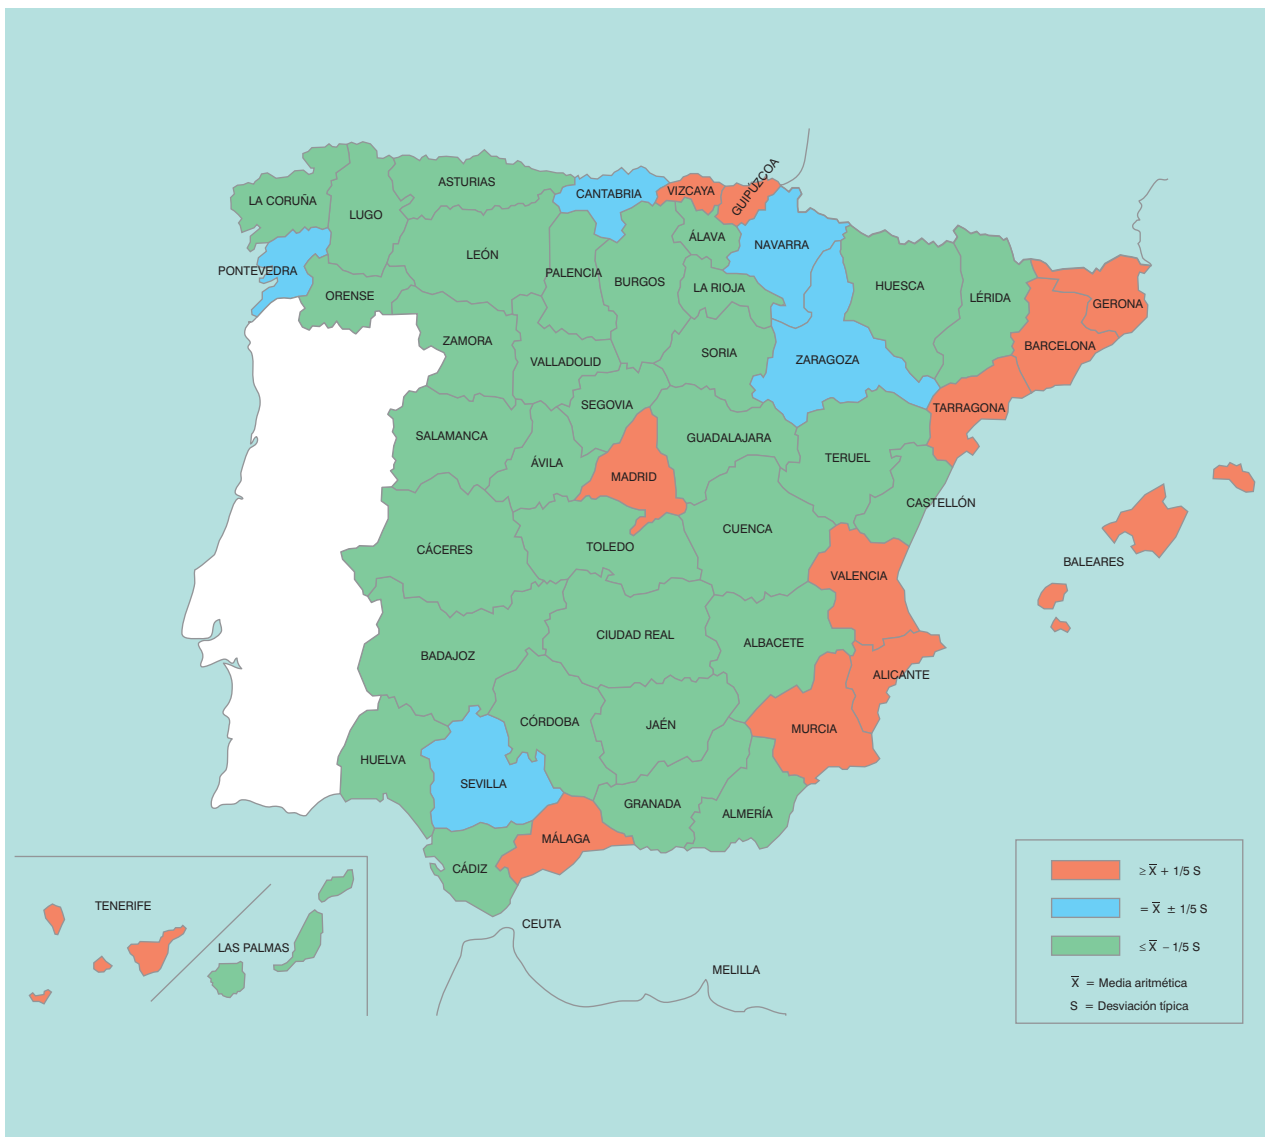 ASTURIAS
CANTABRIA
VIZCAYA
GUIPÚZCOA
LA CORUÑA
LUGO
ÁLAVA
NAVARRA
LEÓN
PONTEVEDRA
PALENCIA
BURGOS
LA RIOJA
HUESCA
LÉRIDA
GERONA
ORENSE
ZAMORA
VALLADOLID
SORIA
ZARAGOZA
BARCELONA
SEGOVIA
TARRAGONA
SALAMANCA
ÁVILA
MADRID
GUADALAJARA
TERUEL
CASTELLÓN
CÁCERES
TOLEDO
CUENCA
VALENCIA
BALEARES
BADAJOZ
CIUDAD REAL
ALBACETE
ALICANTE
CÓRDOBA
JAÉN
MURCIA
HUELVA
SEVILLA
GRANADA
ALMERÍA
MÁLAGA
CÁDIZ
TENERIFE
LAS PALMAS
CEUTA
MELILLA
≥ X̅ + 1/5 S
= X̅ ± 1/5 S
≤ X̅ – 1/5 S
X̅ = Media aritmética
S = Desviación típica